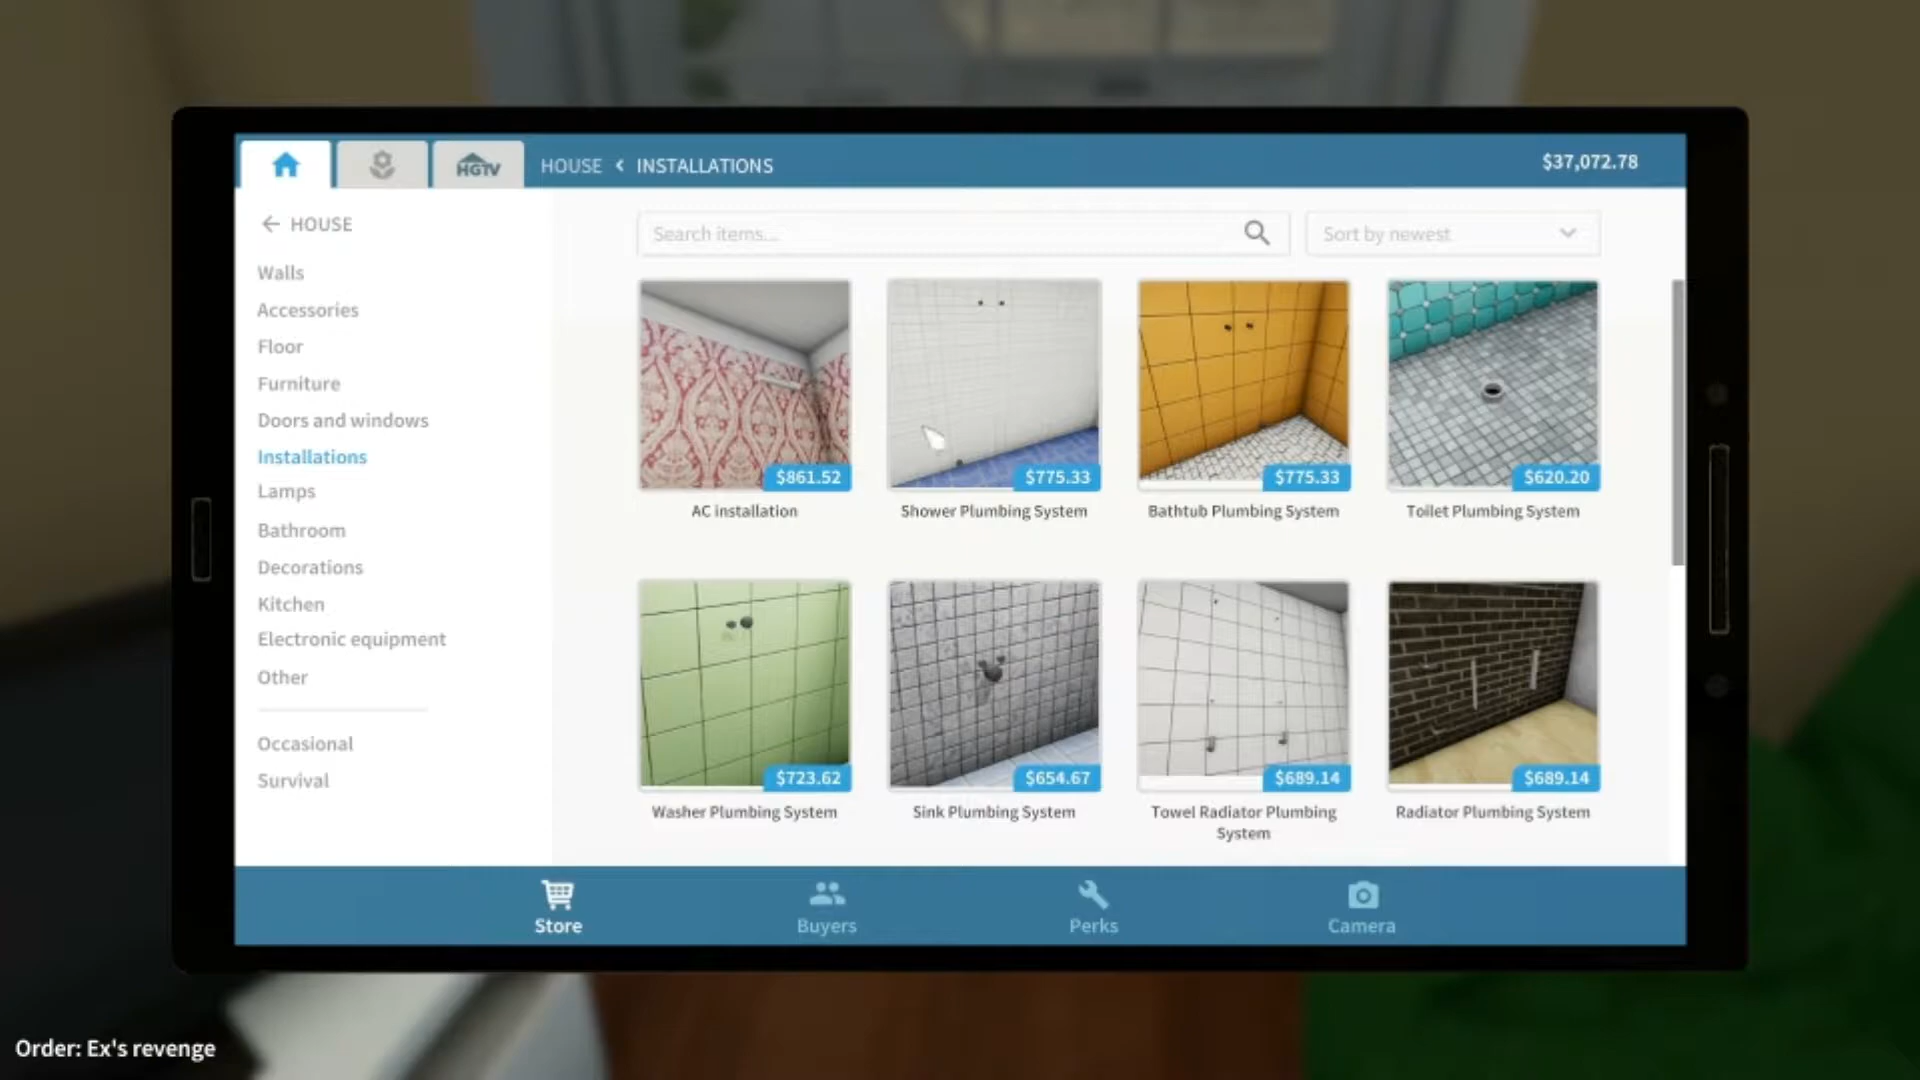 HGTV
HOUSE < INSTALLATIONS
$37,072.78
← HOUSE
Walls
Accessories
Floor
Furniture
Doors and windows
Installations
Lamps
Bathroom
Decorations
Kitchen
Electronic equipment
Other
Occasional
Survival
Search items...
Sort by newest
$861.52
$775.33
$775.33
$620.20
AC installation
Shower Plumbing System
Bathtub Plumbing System
Toilet Plumbing System
$723.62
$654.67
$689.14
$689.14
Washer Plumbing System
Sink Plumbing System
Towel Radiator Plumbing
System
Radiator Plumbing System
Store
Buyers
Perks
Camera
Order: Ex's revenge